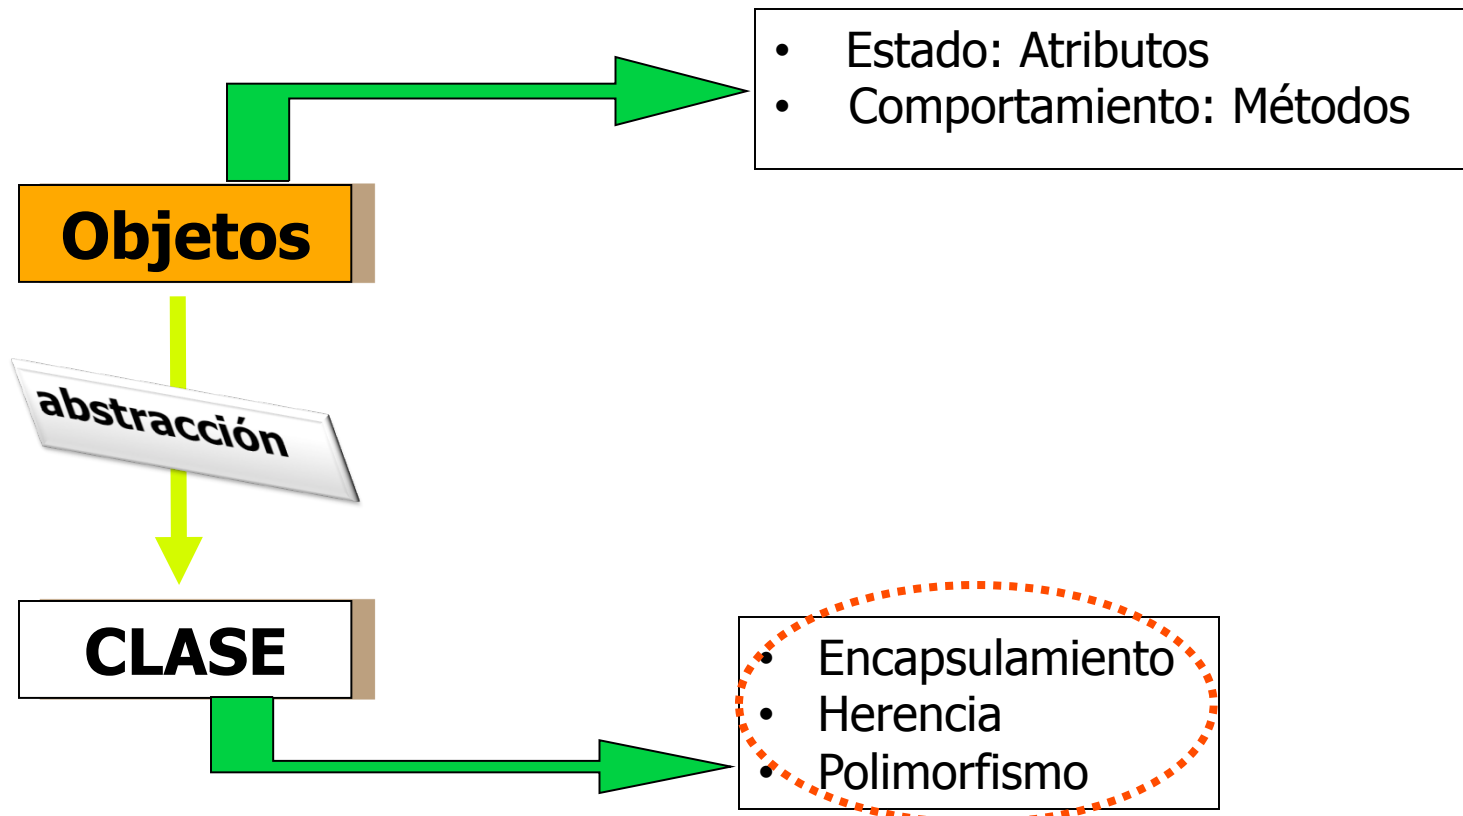 • Estado: Atributos
• Comportamiento: Métodos
Objetos
abstracción
CLASE
• Encapsulamiento
• Herencia
• Polimorfismo